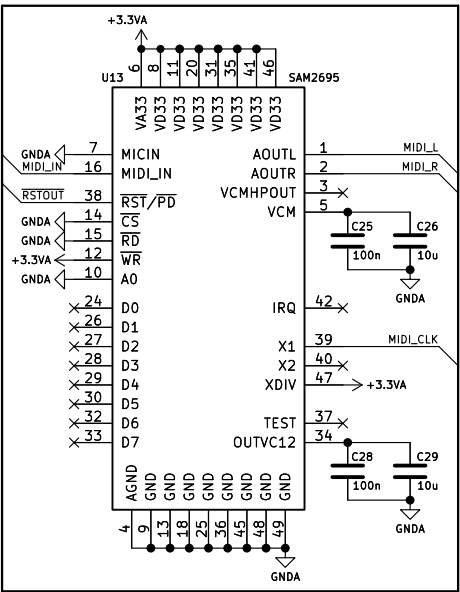 +3.3VA
U13
SAM2695
6 8 11 20 31 35 41 46
VA33 VD33 VD33 VD33 VD33 VD33 VD33 VD33
GNDA 7 MICIN AOUTL 1 MIDI_L
MIDI_IN 16 MIDI_IN AOUTR 2 MIDI_R
VCMHPOUT 3
RSTOUT 38 RST/PD VCM 5
GNDA 14 CS
C25 C26
GNDA 15 RD
+3.3VA 12 WR 100n 10u
GNDA 10 A0
GNDA
24 D0 IRQ 42
26 D1
27 D2 X1 39 MIDI_CLK
28 D3 X2 40
29 D4 XDIV 47 +3.3VA
30 D5
32 D6 TEST 37
33 D7 OUTVC12 34
C28 C29
100n 10u
GNDA
AGND GND GND GND GND GND GND GND GND
4 9 13 18 25 36 45 48 49
GNDA